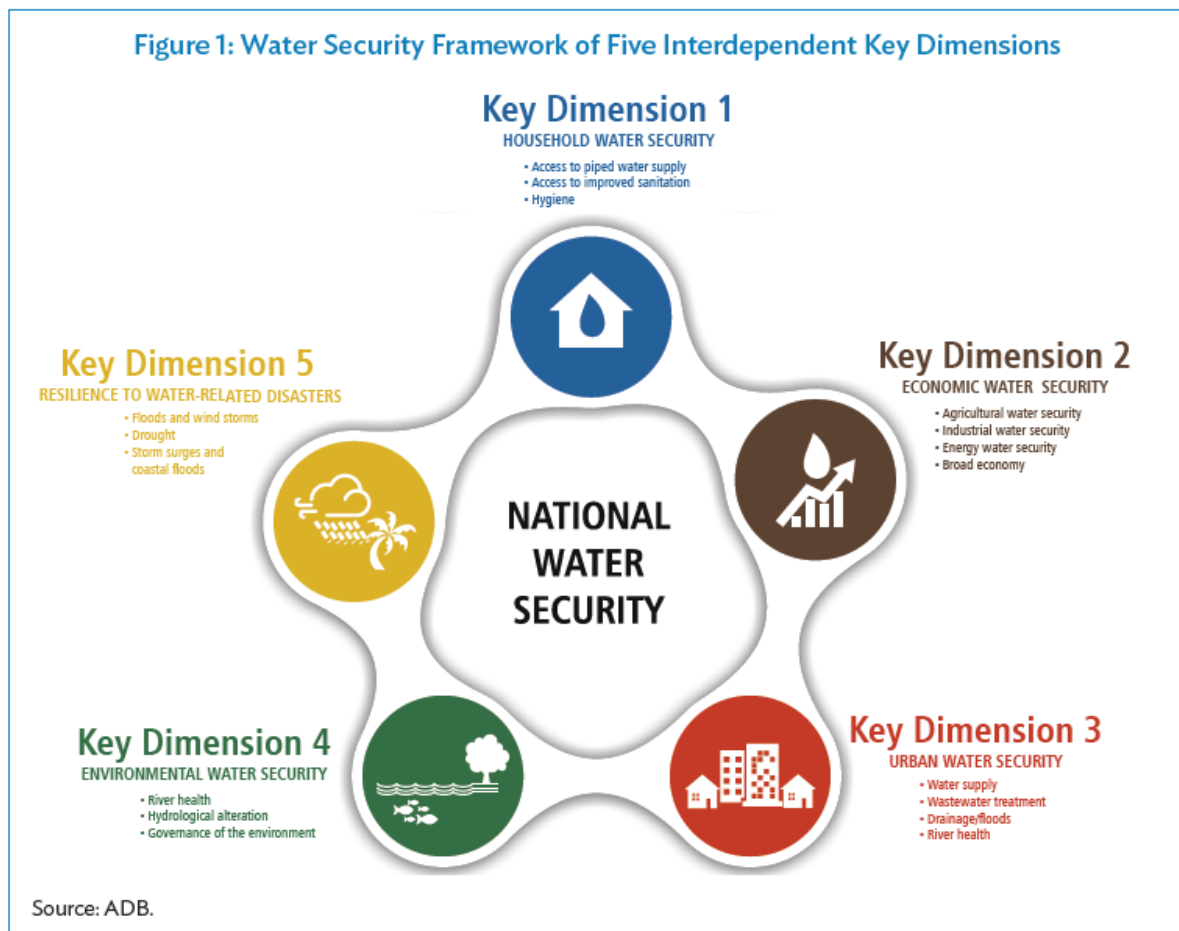 Figure 1: Water Security Framework of Five Interdependent Key Dimensions
Key Dimension 1
HOUSEHOLD WATER SECURITY
• Access to piped water supply
• Access to improved sanitation
• Hygiene
Key Dimension 2
ECONOMIC WATER SECURITY
• Agricultural water security
• Industrial water security
• Energy water security
• Broad economy
Key Dimension 5
RESILIENCE TO WATER-RELATED DISASTERS
• Floods and wind storms
• Drought
• Storm surges and
coastal floods
NATIONAL
WATER
SECURITY
Key Dimension 3
URBAN WATER SECURITY
• Water supply
• Wastewater treatment
• Drainage/floods
• River health
Key Dimension 4
ENVIRONMENTAL WATER SECURITY
• River health
• Hydrological alteration
• Governance of the environment
Source: ADB.